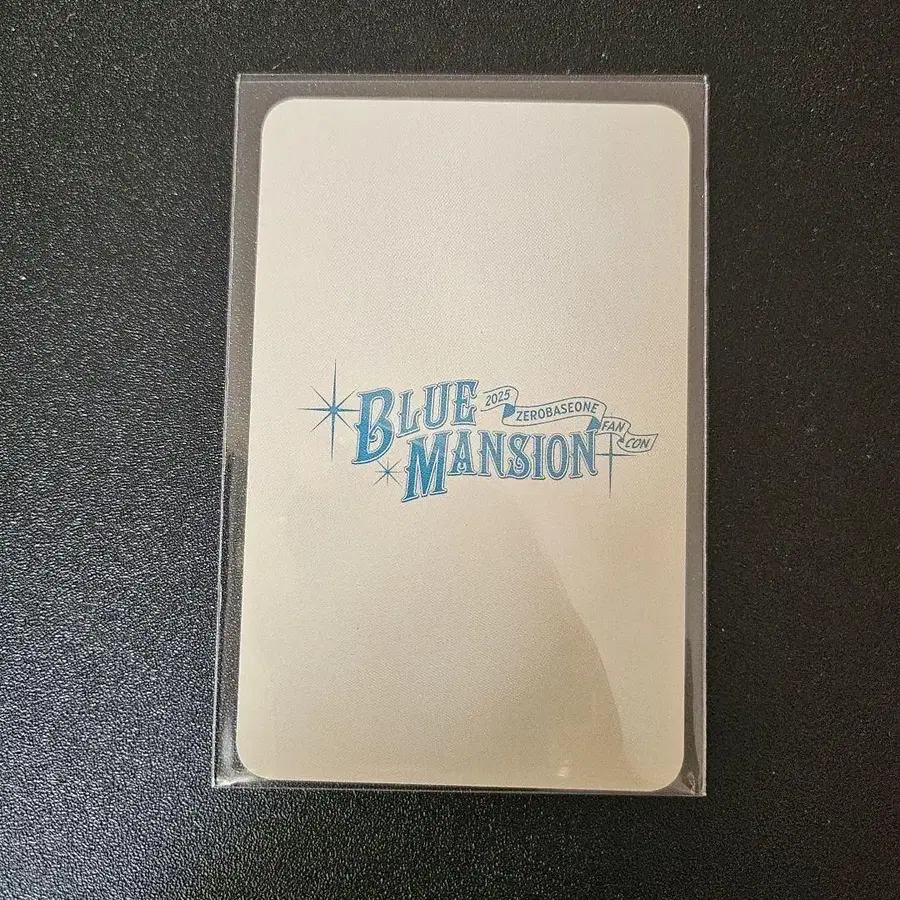 BLUE
MANSION
2025
ZEROBASEONE
FAN
CON